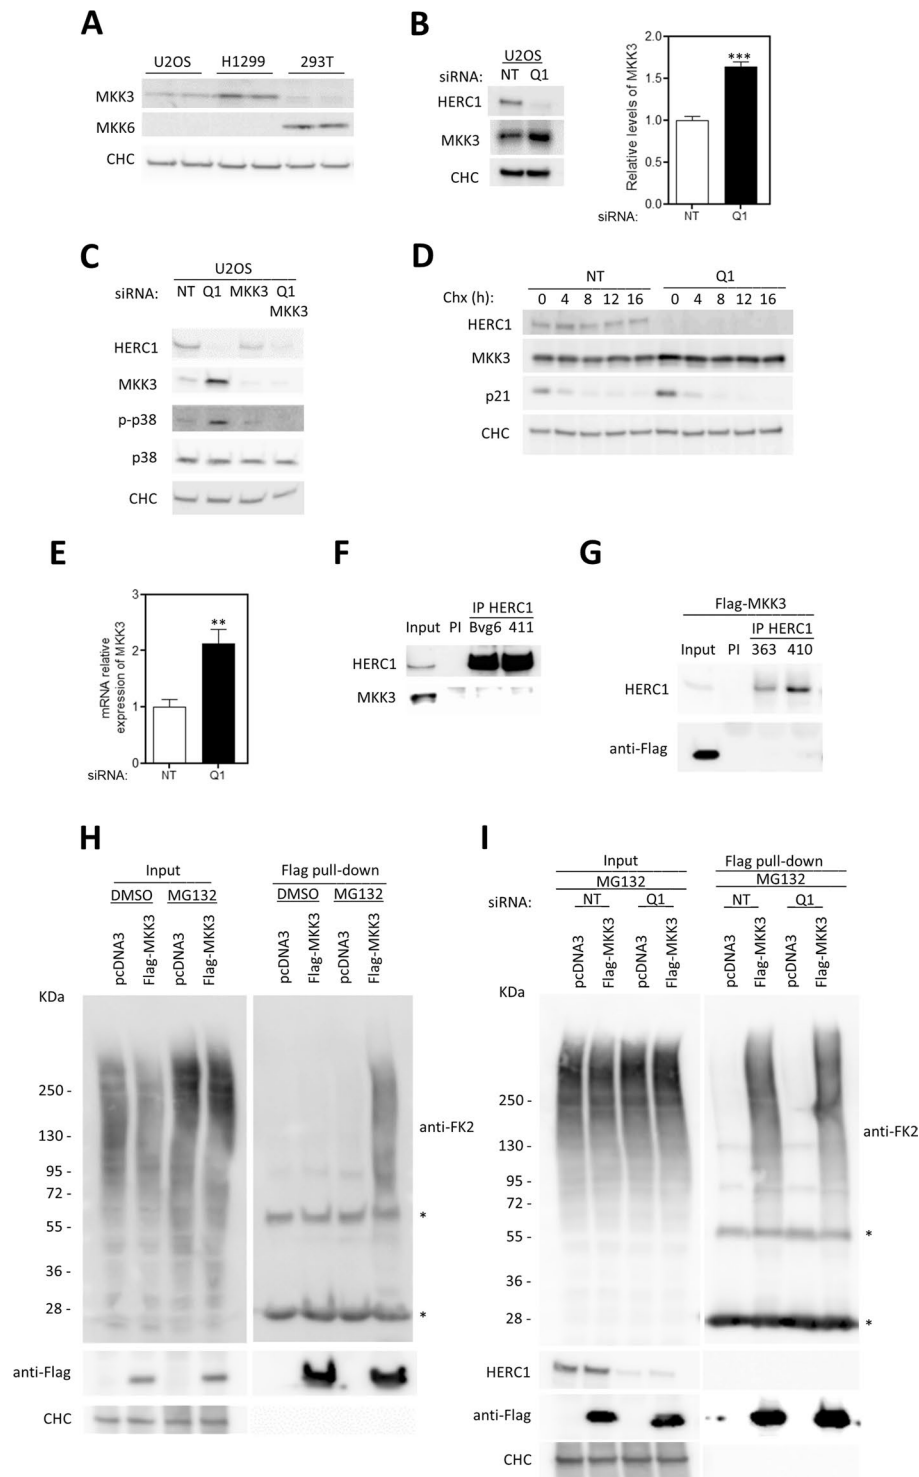 A
U2OS H1299 293T
MKK3
MKK6
CHC
B
U2OS
siRNA: NT Q1
HERC1
MKK3
CHC
Relative levels of MKK3
2.0
1.5
1.0
0.5
0.0
***
siRNA: NT Q1
C
U2OS
siRNA: NT Q1 MKK3 Q1
MKK3
HERC1
MKK3
p-p38
p38
CHC
D
NT Q1
Chx (h): 0 4 8 12 16 0 4 8 12 16
HERC1
MKK3
p21
CHC
E
mRNA relative
expression of MKK3
3
2
1
0
**
siRNA: NT Q1
F
IP HERC1
Input PI Bvg6 411
HERC1
MKK3
G
Flag-MKK3
IP HERC1
Input PI 363 410
HERC1
anti-Flag
H
Input Flag pull-down
DMSO MG132 DMSO MG132
pcDNA3 Flag-MKK3 pcDNA3 Flag-MKK3 pcDNA3 Flag-MKK3 pcDNA3 Flag-MKK3
KDa
250 -
130 -
95 -
72 -
55 -
36 -
28 -
anti-FK2
*
*
anti-Flag
CHC
I
Input Flag pull-down
MG132 MG132
siRNA: NT Q1 NT Q1
pcDNA3 Flag-MKK3 pcDNA3 Flag-MKK3 pcDNA3 Flag-MKK3 pcDNA3 Flag-MKK3
KDa
250 -
130 -
95 -
72 -
55 -
36 -
28 -
anti-FK2
*
*
HERC1
anti-Flag
CHC